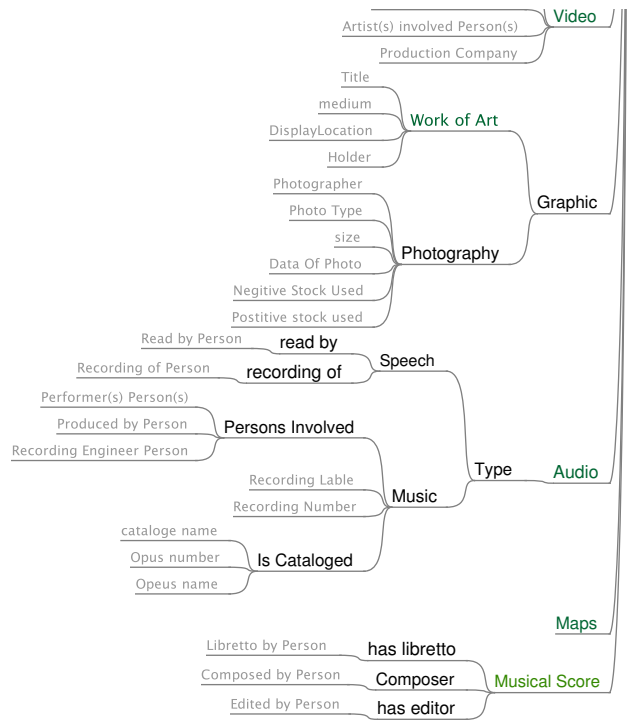 Video
Artist(s) involved Person(s)
Production Company
Title
medium
Work of Art
DisplayLocation
Holder
Photographer
Graphic
Photo Type
size
Photography
Data Of Photo
Negitive Stock Used
Postitive stock used
Read by Person
read by
Speech
Recording of Person
recording of
Performer(s) Person(s)
Produced by Person
Persons Involved
Recording Engineer Person
Type
Audio
Recording Lable
Music
Recording Number
cataloge name
Opus number
Is Cataloged
Opeus name
Maps
Libretto by Person
has libretto
Composed by Person
Composer
Musical Score
Edited by Person
has editor